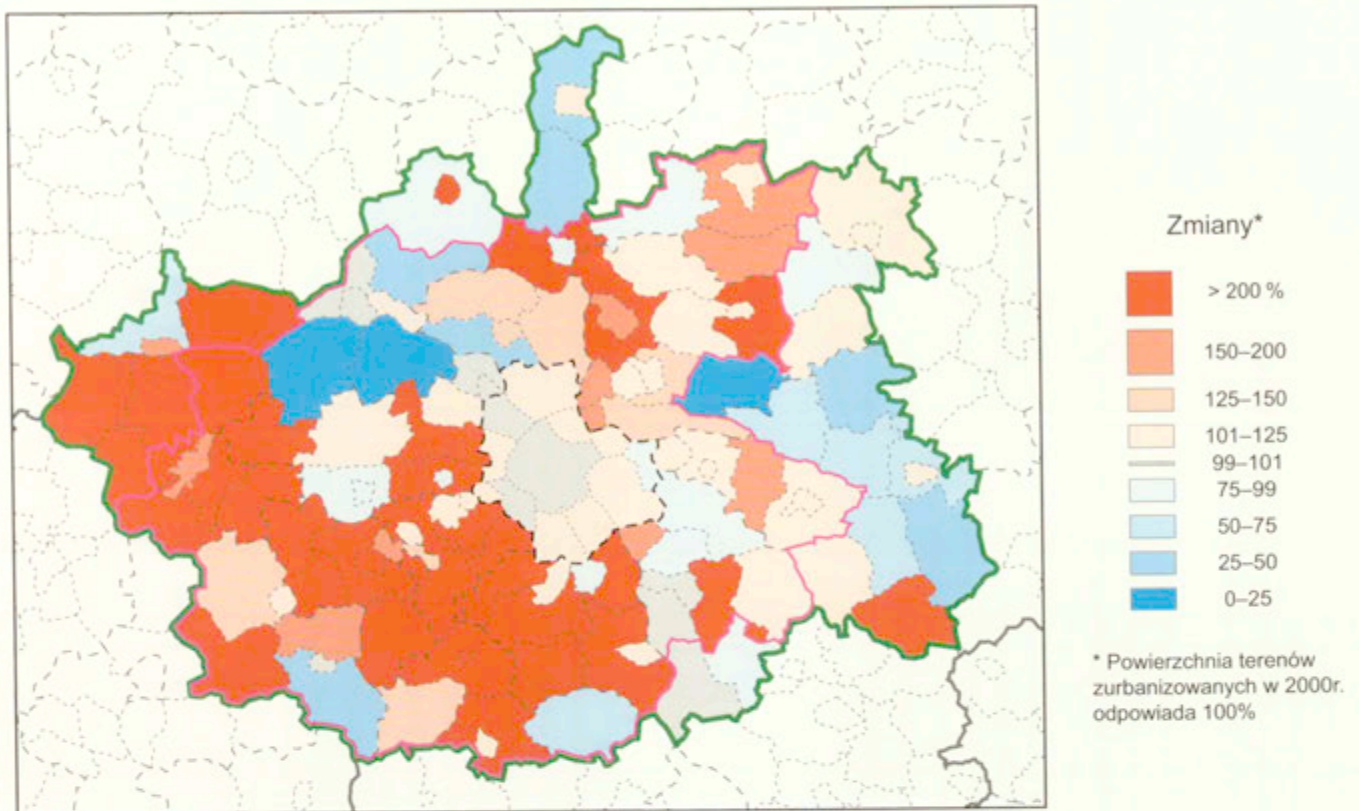 Zmiany*
> 200 %
150–200
125–150
101–125
99–101
75–99
50–75
25–50
0–25
* Powierzchnia terenów
zurbanizowanych w 2000r.
odpowiada 100%